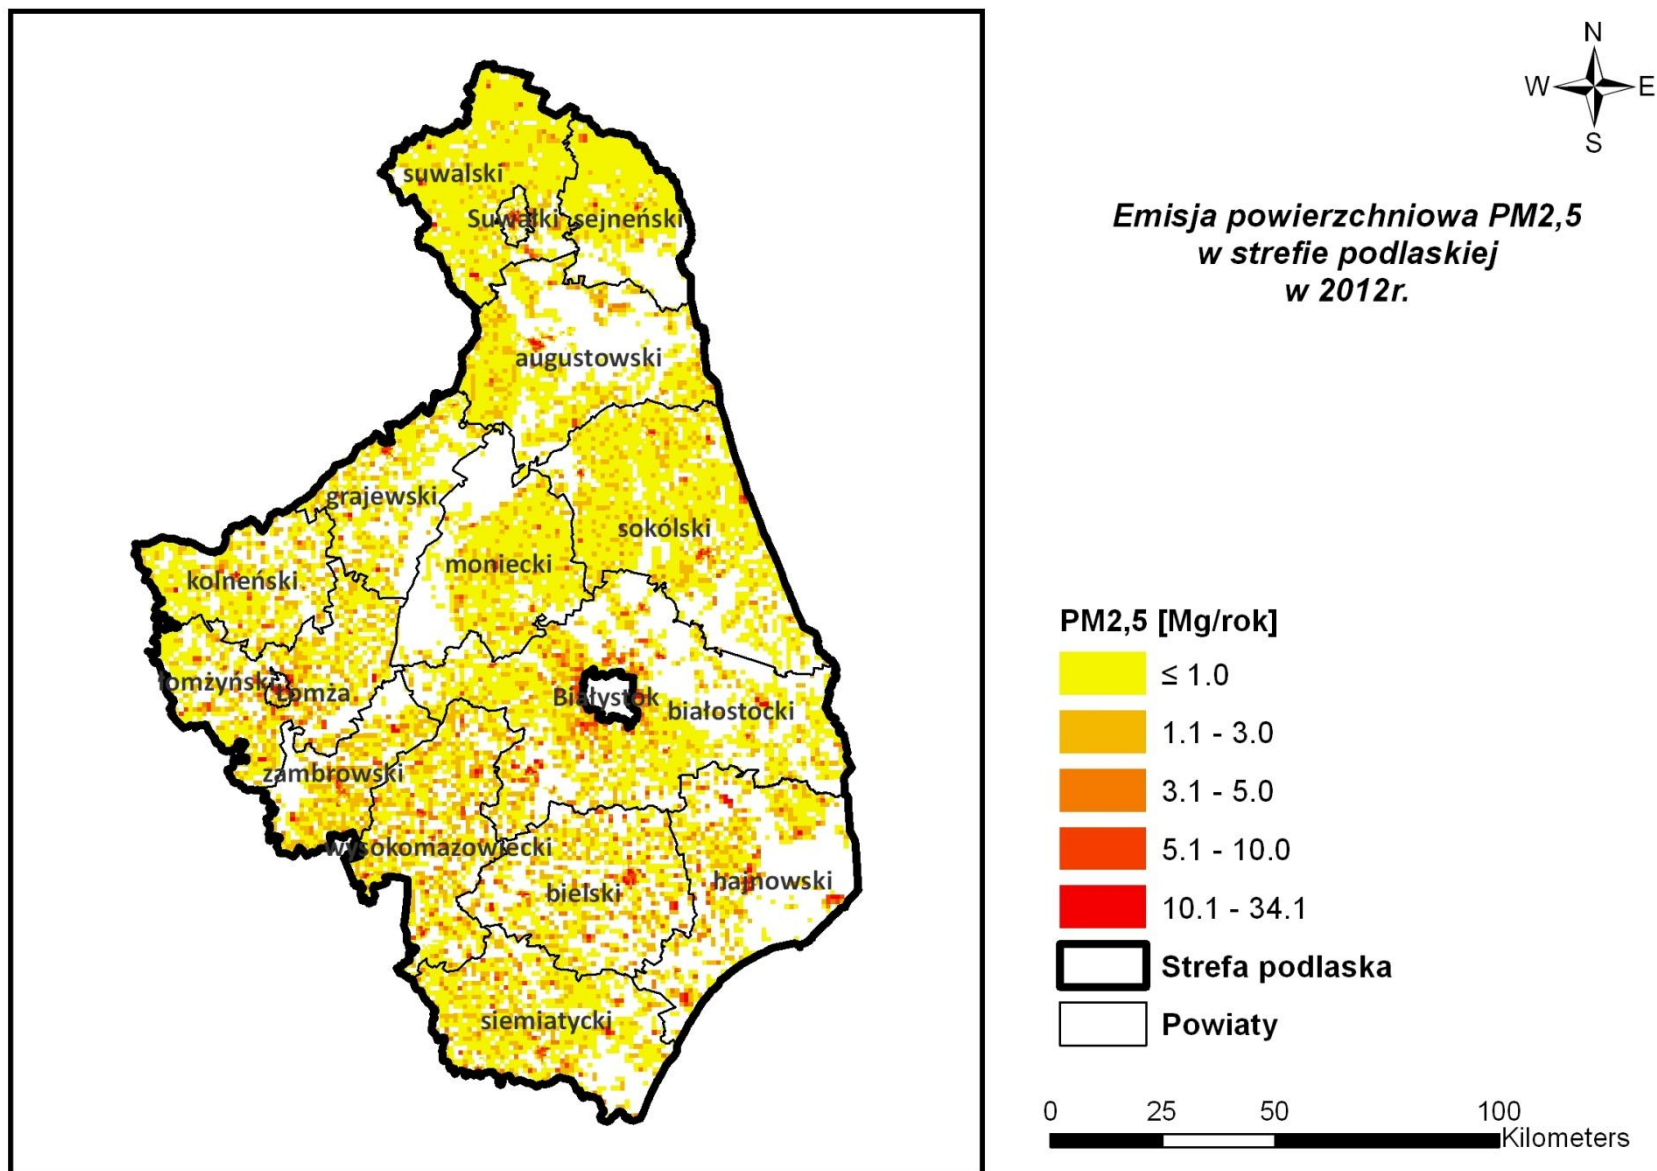 N
W E
S
Emisja powierzchniowa PM2,5
w strefie podlaskiej
w 2012r.
suwalski
Suwałki sejneński
augustowski
grajewski
sokólski
moniecki
kolneński
łomżyński Łomża
Białystok
białostocki
zambrowski
wysokomazowiecki
bielski
hajnowski
siemiatycki
PM2,5 [Mg/rok]
≤ 1.0
1.1 - 3.0
3.1 - 5.0
5.1 - 10.0
10.1 - 34.1
Strefa podlaska
Powiaty
0 25 50 100
Kilometers